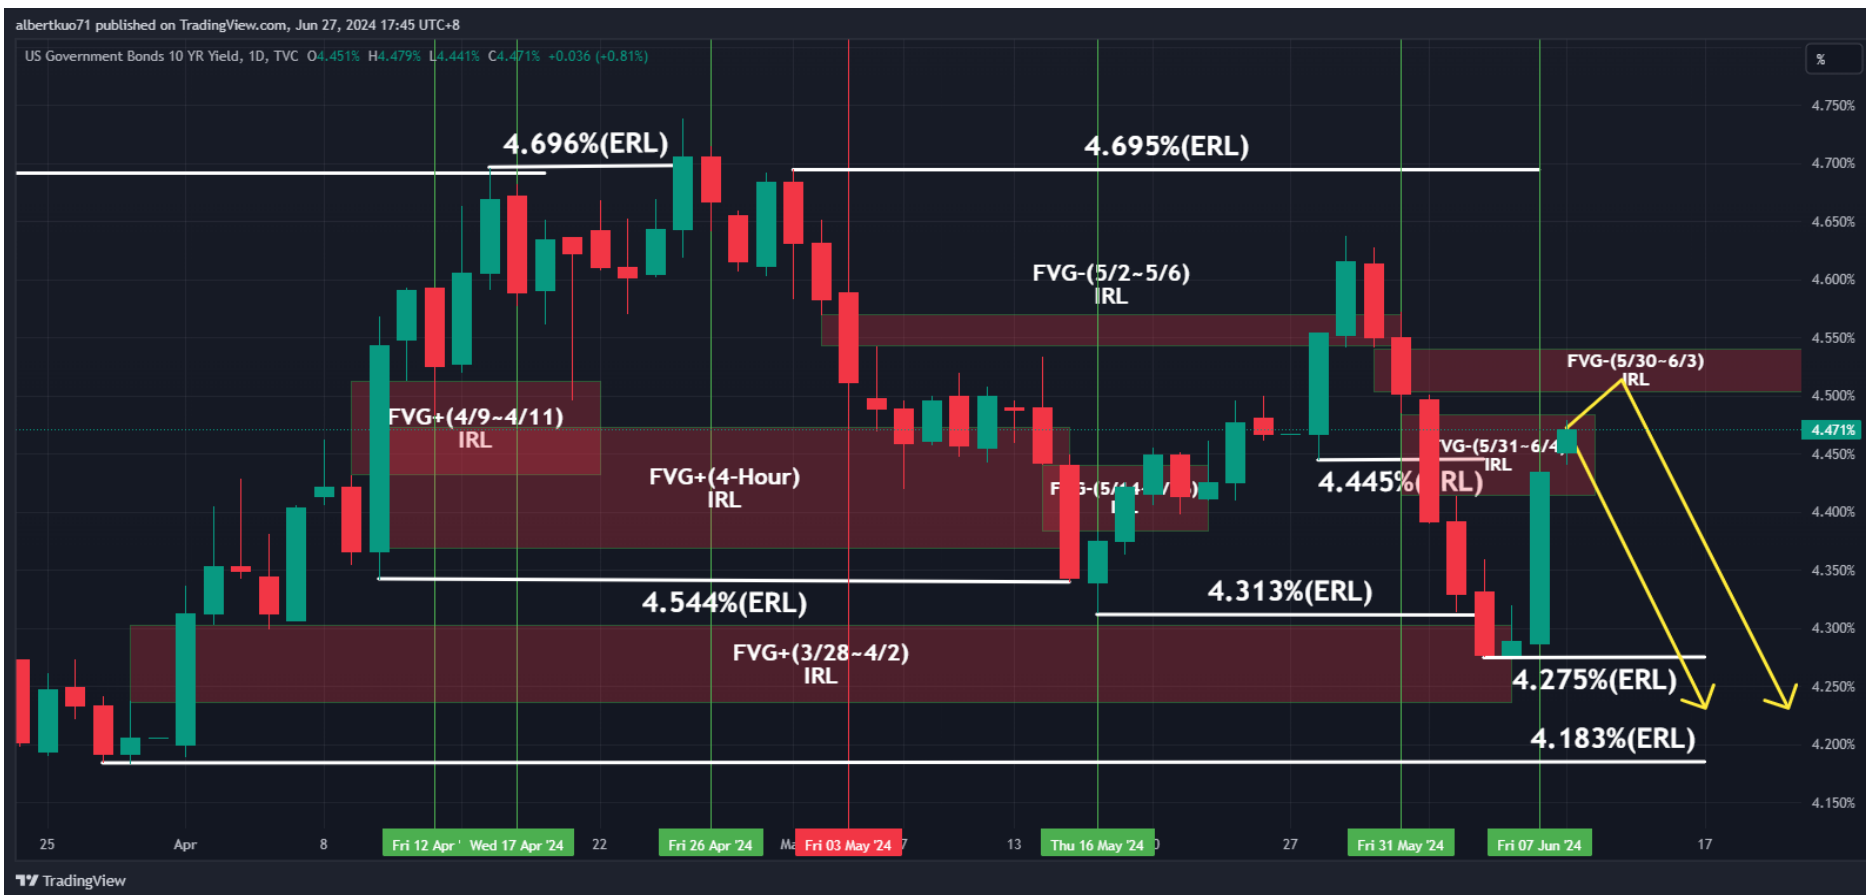 albertkuo71 published on TradingView.com, Jun 27, 2024 17:45 UTC+8
US Government Bonds 10 YR Yield, 1D, TVC O4.451% H4.479% L4.441% C4.471% +0.036 (+0.81%)
%
4.750%
4.696%(ERL)
4.695%(ERL)
4.700%
4.650%
FVG-(5/2~5/6)
IRL
4.600%
4.550%
FVG-(5/30~6/3)
IRL
4.500%
FVG+(4/9~4/11)
IRL
4.471%
VG-(5/31~6/4)
IRL
4.450%
FVG+(4-Hour)
IRL
4.445%( RL)
4.400%
4.350%
4.544%(ERL)
4.313%(ERL)
4.300%
FVG+(3/28~4/2)
IRL
4.275%(ERL)
4.250%
4.183%(ERL)
4.200%
4.150%
25 Apr 8 Fri 12 Apr ' Wed 17 Apr '24 22 Fri 26 Apr '24 Fri 03 May '24 7 13 Thu 16 May '24 27 Fri 31 May '24 Fri 07 Jun '24 17
TradingView